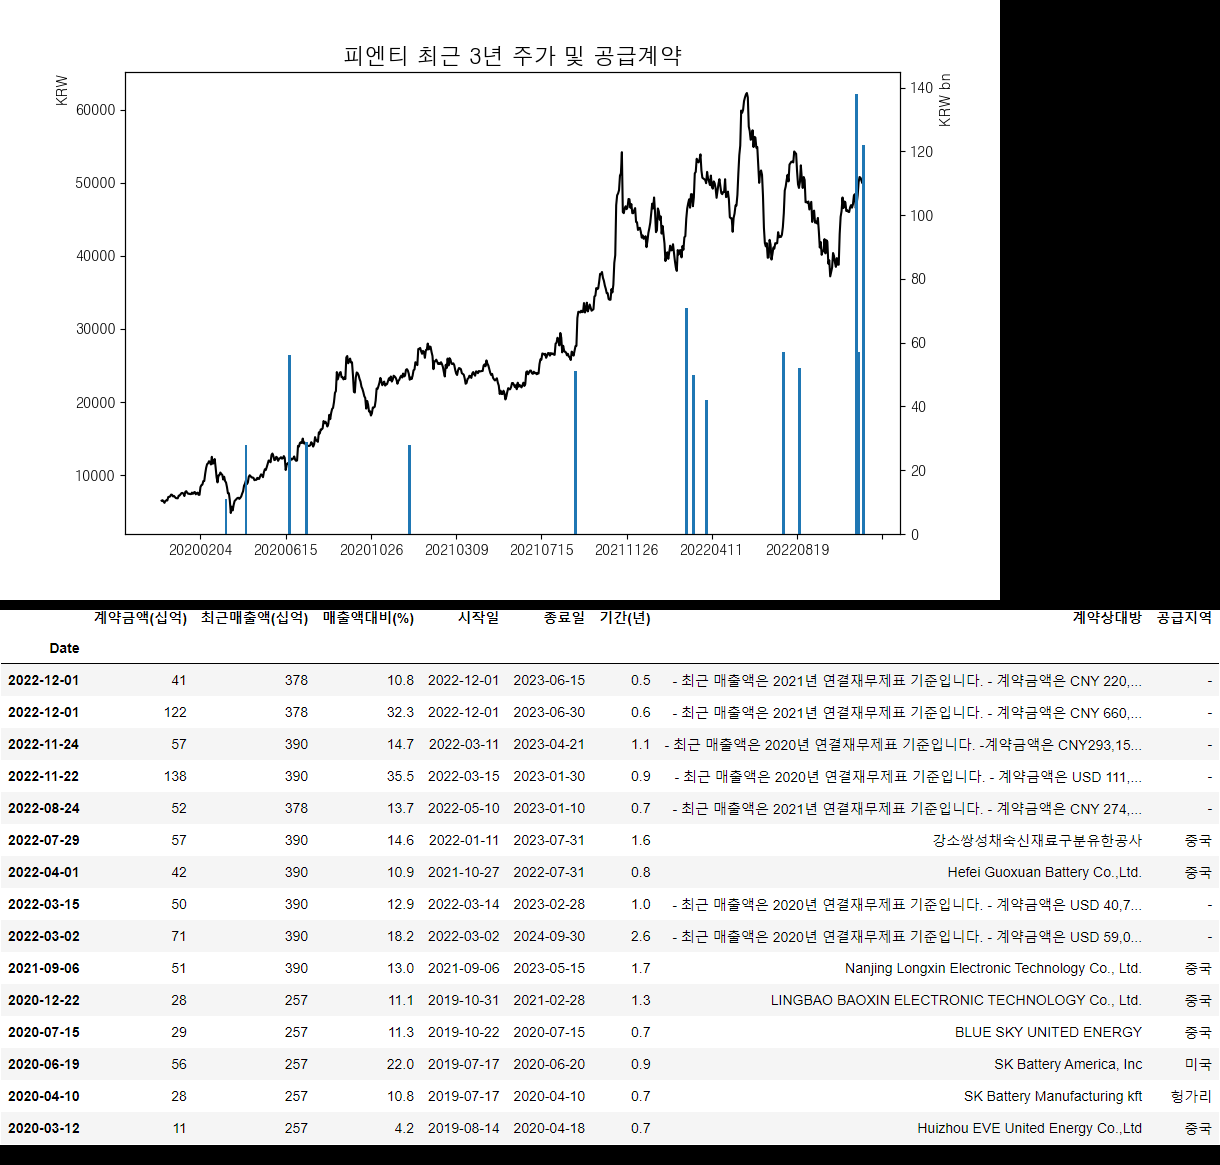 피엔티 최근 3년 주가 및 공급계약
KRW
KRW bn
60000
50000
40000
30000
20000
10000
140
120
100
80
60
40
20
0
20200204 20200615 20201026 20210309 20210715 20211126 20220411 20220819
계약금액(십억) 최근매출액(십억) 매출액대비(%) 시작일 종료일 기간(년) 계약상대방 공급지역
Date
2022-12-01 41 378 10.8 2022-12-01 2023-06-15 0.5 - 최근 매출액은 2021년 연결재무제표 기준입니다. - 계약금액은 CNY 220,... -
2022-12-01 122 378 32.3 2022-12-01 2023-06-30 0.6 - 최근 매출액은 2021년 연결재무제표 기준입니다. - 계약금액은 CNY 660,... -
2022-11-24 57 390 14.7 2022-03-11 2023-04-21 1.1 - 최근 매출액은 2020년 연결재무제표 기준입니다. -계약금액은 CNY293,15... -
2022-11-22 138 390 35.5 2022-03-15 2023-01-30 0.9 - 최근 매출액은 2020년 연결재무제표 기준입니다. - 계약금액은 USD 111,... -
2022-08-24 52 378 13.7 2022-05-10 2023-01-10 0.7 - 최근 매출액은 2021년 연결재무제표 기준입니다. - 계약금액은 CNY 274,... -
2022-07-29 57 390 14.6 2022-01-11 2023-07-31 1.6 강소쌍성채숙신재료구분유한공사 중국
2022-04-01 42 390 10.9 2021-10-27 2022-07-31 0.8 Hefei Guoxuan Battery Co.,Ltd. 중국
2022-03-15 50 390 12.9 2022-03-14 2023-02-28 1.0 - 최근 매출액은 2020년 연결재무제표 기준입니다. - 계약금액은 USD 40,7... -
2022-03-02 71 390 18.2 2022-03-02 2024-09-30 2.6 - 최근 매출액은 2020년 연결재무제표 기준입니다. - 계약금액은 USD 59,0... -
2021-09-06 51 390 13.0 2021-09-06 2023-05-15 1.7 Nanjing Longxin Electronic Technology Co., Ltd. 중국
2020-12-22 28 257 11.1 2019-10-31 2021-02-28 1.3 LINGBAO BAOXIN ELECTRONIC TECHNOLOGY Co., Ltd. 중국
2020-07-15 29 257 11.3 2019-10-22 2020-07-15 0.7 BLUE SKY UNITED ENERGY 중국
2020-06-19 56 257 22.0 2019-07-17 2020-06-20 0.9 SK Battery America, Inc 미국
2020-04-10 28 257 10.8 2019-07-17 2020-04-10 0.7 SK Battery Manufacturing kft 헝가리
2020-03-12 11 257 4.2 2019-08-14 2020-04-18 0.7 Huizhou EVE United Energy Co.,Ltd 중국